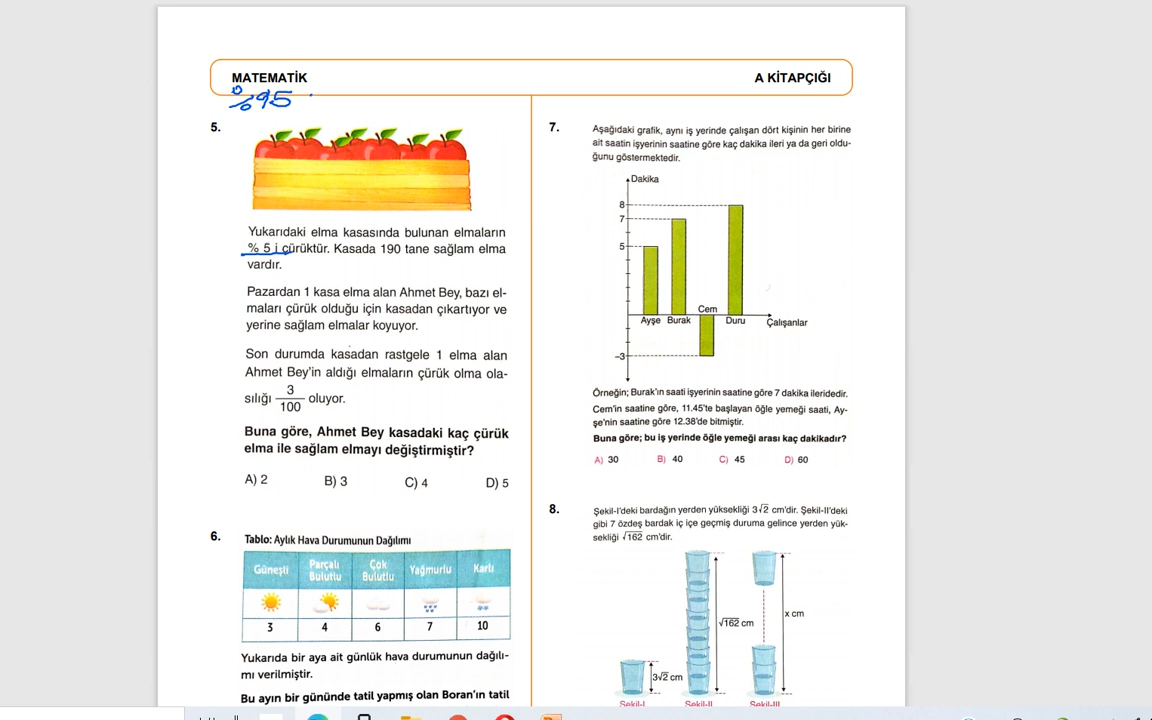 MATEMATİK
A KİTAPÇIĞI
%95
5.
Yukarıdaki elma kasasında bulunan elmaların
% 5 i çürüktür. Kasada 190 tane sağlam elma
vardır.
Pazardan 1 kasa elma alan Ahmet Bey, bazı el-
maları çürük olduğu için kasadan çıkartıyor ve
yerine sağlam elmalar koyuyor.
Son durumda kasadan rastgele 1 elma alan
Ahmet Bey'in aldığı elmaların çürük olma ola-
sılığı 3/100 oluyor.
Buna göre, Ahmet Bey kasadaki kaç çürük
elma ile sağlam elmayı değiştirmiştir?
A) 2 B) 3 C) 4 D) 5
6.
Tablo: Aylık Hava Durumunun Dağılımı
Güneşli Parçalı Bulutlu Çok Bulutlu Yağmurlu Karlı
3 4 6 7 10
Yukarıda bir aya ait günlük hava durumunun dağılı-
mı verilmiştir.
Bu ayın bir gününde tatil yapmış olan Boran'ın tatil
7.
Aşağıdaki grafik, aynı iş yerinde çalışan dört kişinin her birine
ait saatin işyerinin saatine göre kaç dakika ileri ya da geri oldu-
ğunu göstermektedir.
Dakika
8
7
5
Cem
Ayşe Burak Duru Çalışanlar
-3
Örneğin; Burak'ın saati işyerinin saatine göre 7 dakika ileridedir.
Cem'in saatine göre, 11.45'te başlayan öğle yemeği saati, Ay-
şe'nin saatine göre 12.38'de bitmiştir.
Buna göre; bu iş yerinde öğle yemeği arası kaç dakikadır?
A) 30 B) 40 C) 45 D) 60
8.
Şekil-I'deki bardağın yerden yüksekliği 3√2 cm'dir. Şekil-II'deki
gibi 7 özdeş bardak iç içe geçmiş duruma gelince yerden yük-
sekliği √162 cm'dir.
x cm
√162 cm
3√2 cm
Şekil-I Şekil-II Şekil-III